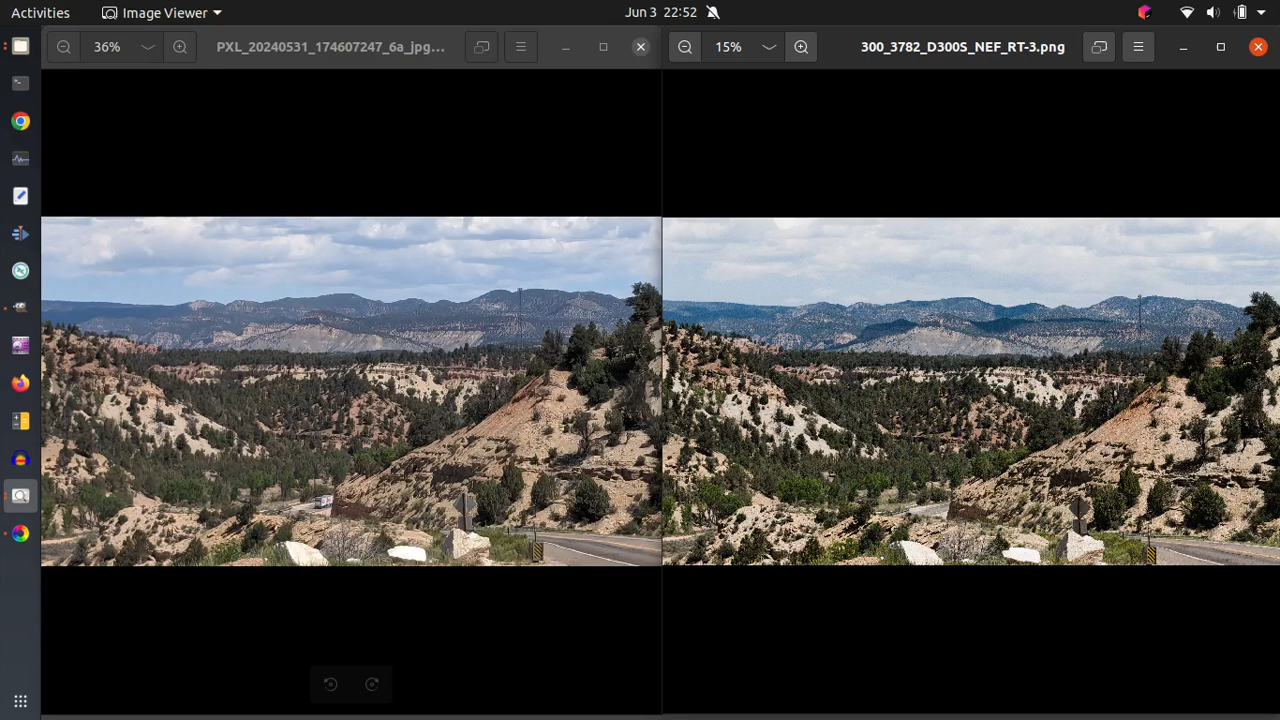 Activities
Image Viewer
Jun 3 22:52
36%
PXL_20240531_174607247_6a_jpg...
15%
300_3782_D300S_NEF_RT-3.png